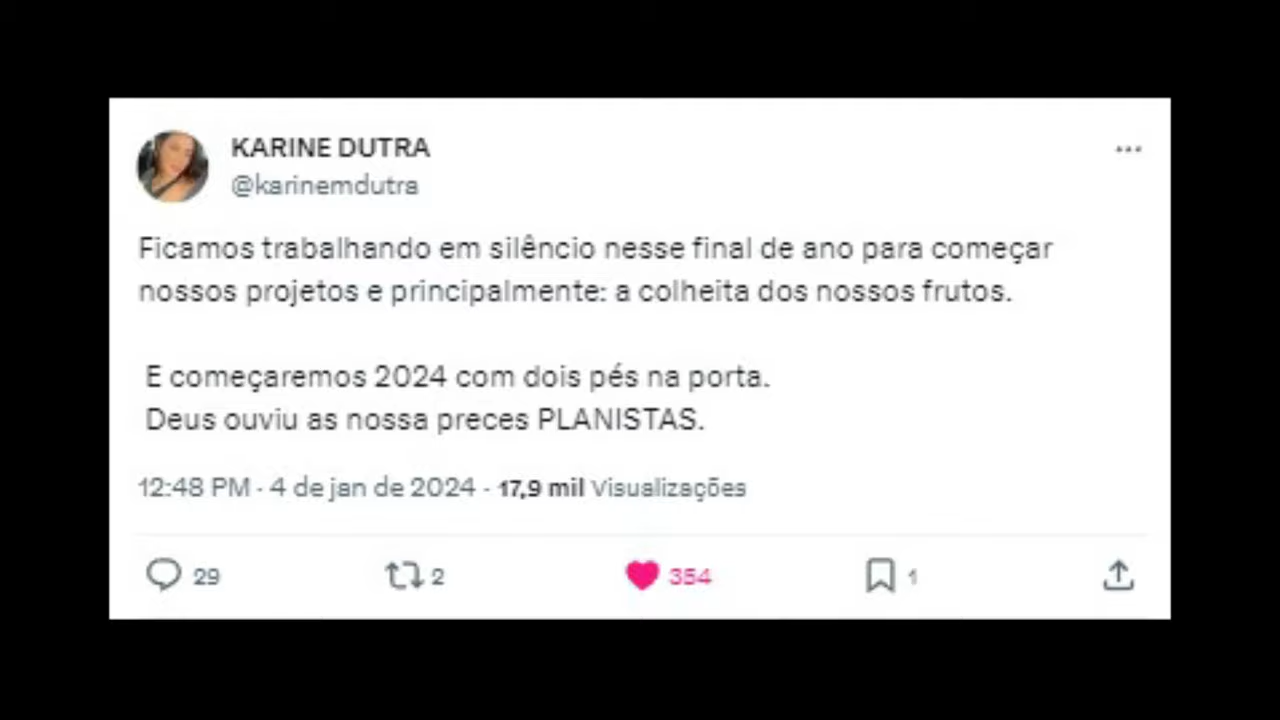 KARINE DUTRA
@karinemdutra
Ficamos trabalhando em silêncio nesse final de ano para começar
nossos projetos e principalmente: a colheita dos nossos frutos.
E começaremos 2024 com dois pés na porta.
Deus ouviu as nossa preces PLANISTAS.
12:48 PM · 4 de jan de 2024 · 17,9 mil Visualizações
29 2 354 1